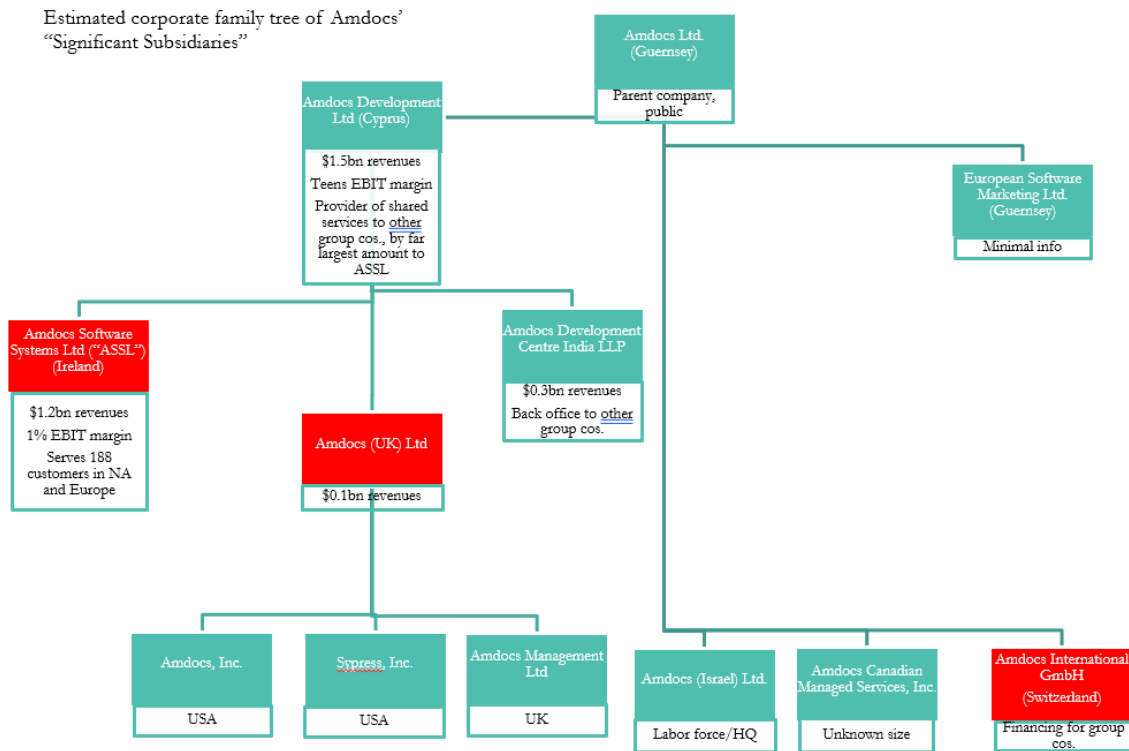 Estimated corporate family tree of Amdocs'
“Significant Subsidiaries”
Amdocs Ltd.
(Guernsey)
Parent company,
public
Amdocs Development
Ltd (Cyprus)
$1.5bn revenues
Teens EBIT margin
Provider of shared
services to other
group cos., by far
largest amount to
ASSL
European Software
Marketing Ltd.
(Guernsey)
Minimal info
Amdocs Software
Systems Ltd (“ASSL”)
(Ireland)
$1.2bn revenues
1% EBIT margin
Serves 188
customers in NA
and Europe
Amdocs (UK) Ltd
$0.1bn revenues
Amdocs Development
Centre India LLP
$0.3bn revenues
Back office to other
group cos.
Amdocs, Inc.
USA
Sypress, Inc.
USA
Amdocs Management
Ltd
UK
Amdocs (Israel) Ltd.
Labor force/HQ
Amdocs Canadian
Managed Services, Inc.
Unknown size
Amdocs International
GmbH
(Switzerland)
Financing for group
cos.